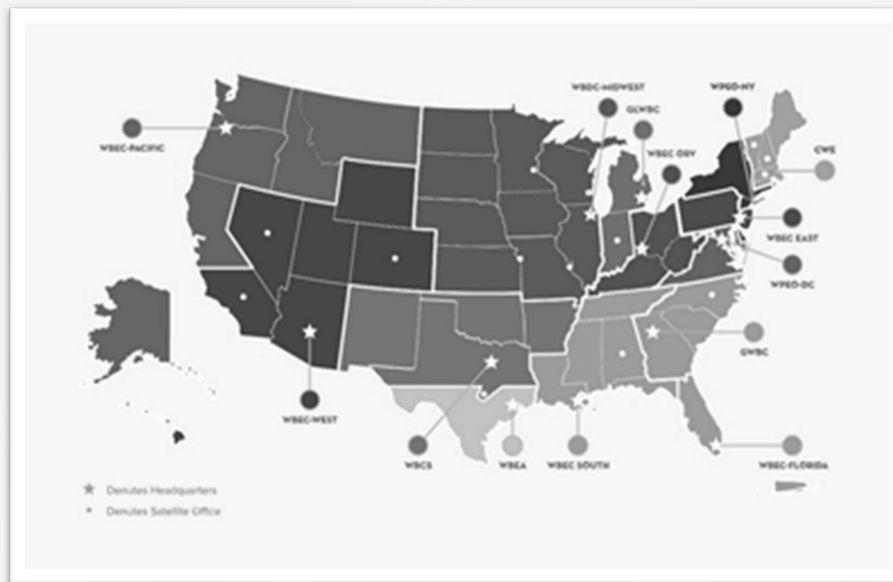 WBDC-MIDWEST
WPEO-NY
GLWBC
WBEC-PACIFIC
WBEC ORV
CWE
WBEC EAST
WPEO-DC
GWBC
WBEC-WEST
WBCS
WBEA
WBEC SOUTH
WBEC-FLORIDA
Denotes Headquarters
Denotes Satellite Office